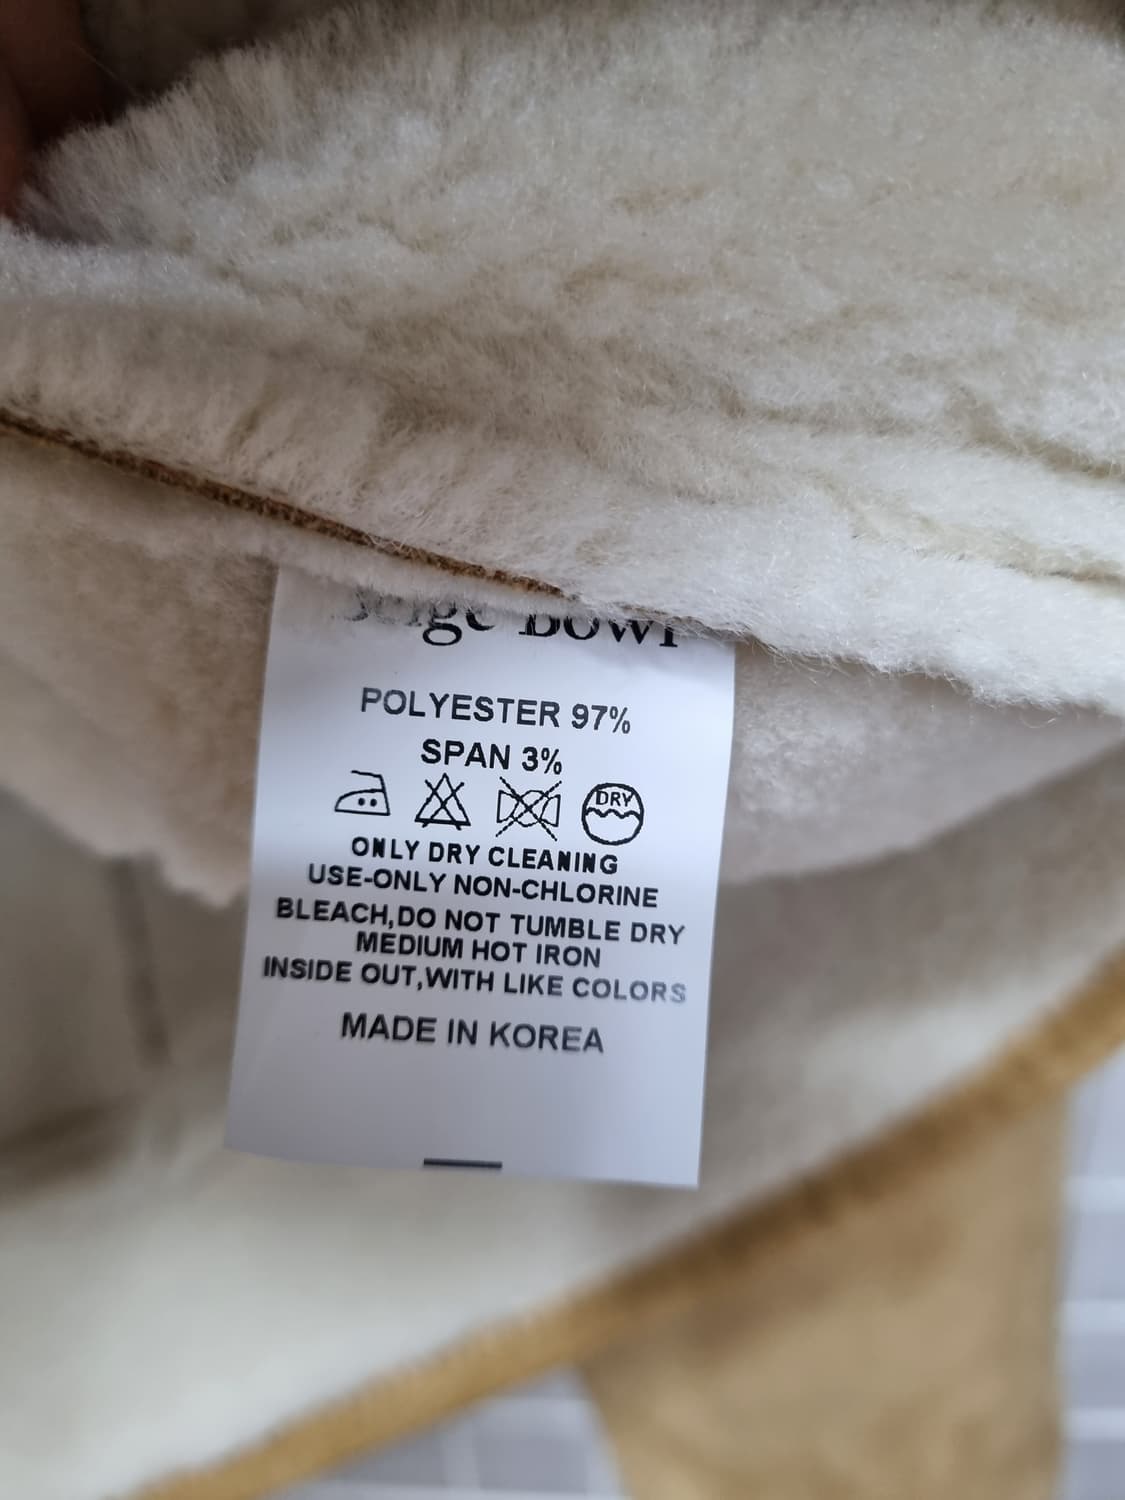 Bowl
POLYESTER 97%
SPAN 3%
DRY
ONLY DRY CLEANING
USE-ONLY NON-CHLORINE
BLEACH,DO NOT TUMBLE DRY
MEDIUM HOT IRON
INSIDE OUT,WITH LIKE COLORS
MADE IN KOREA